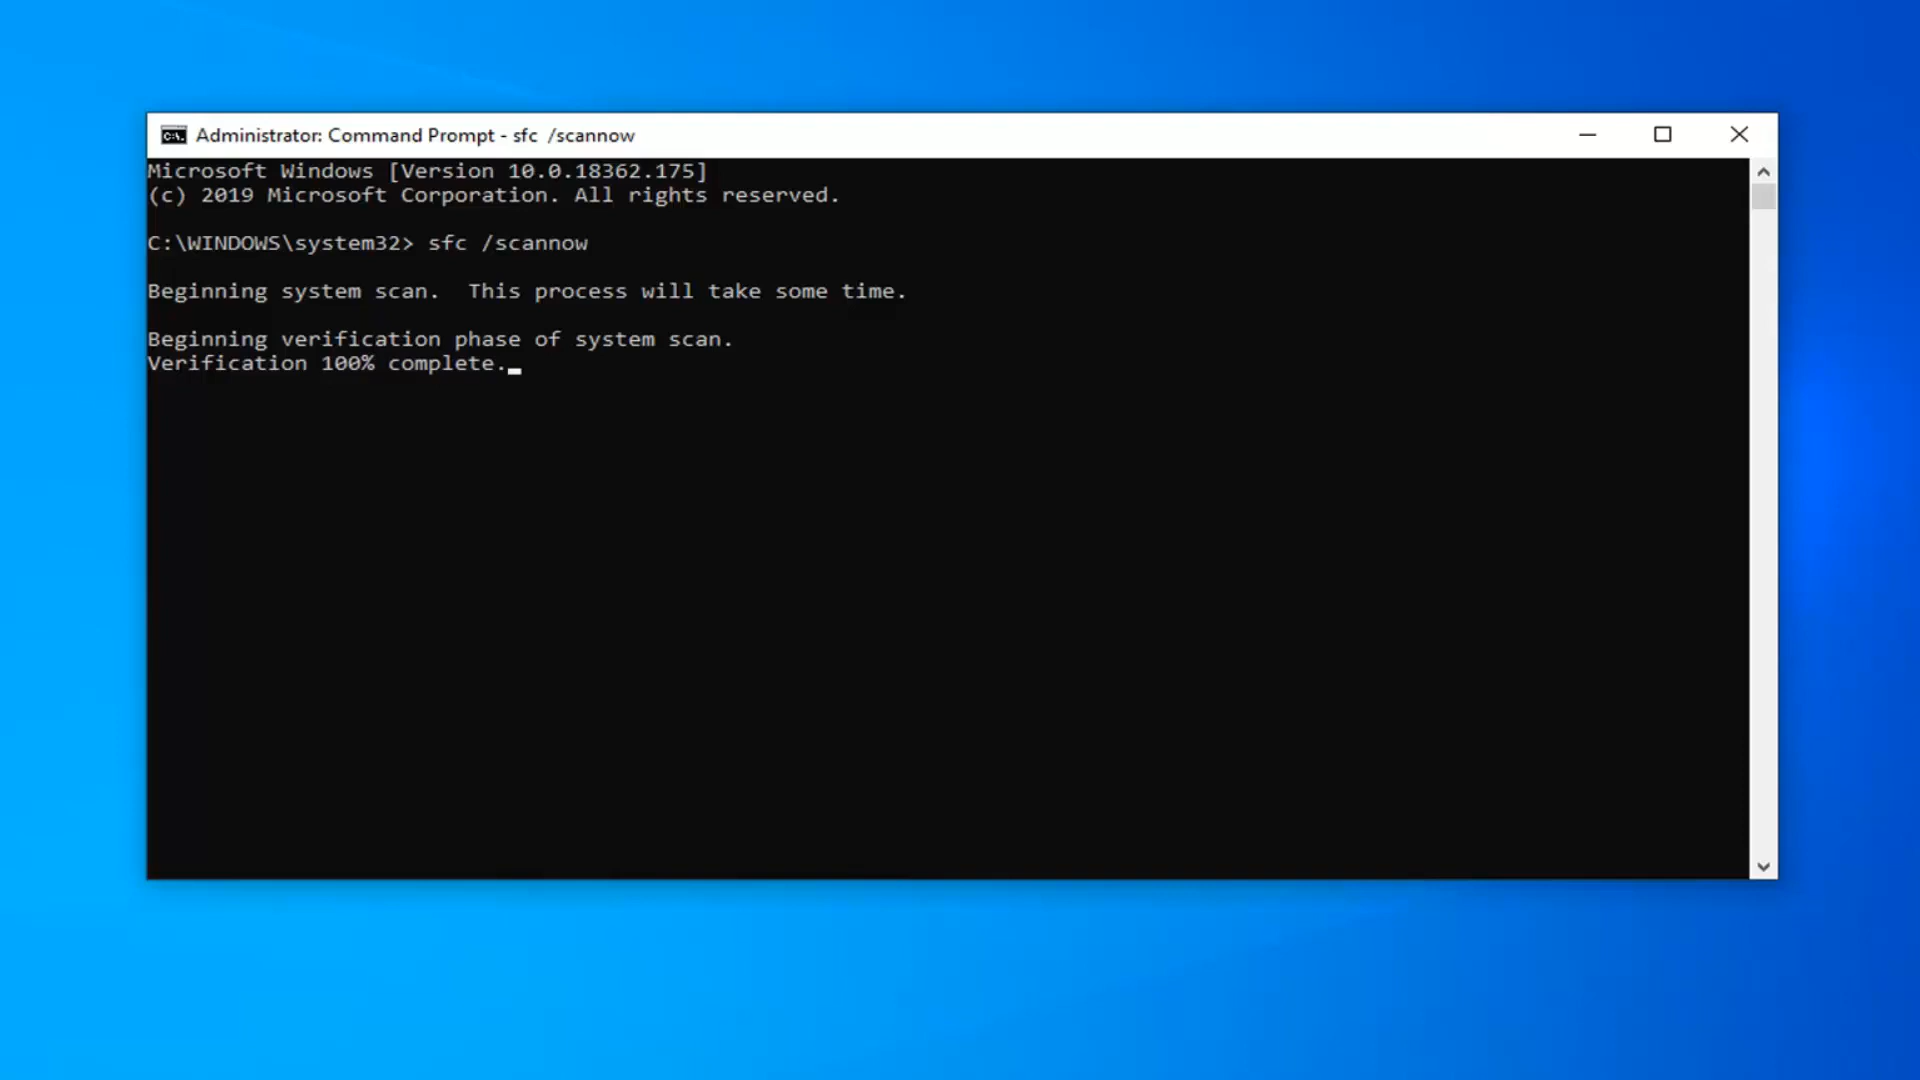 Administrator: Command Prompt - sfc  /scannow
Microsoft Windows [Version 10.0.18362.175]
(c) 2019 Microsoft Corporation. All rights reserved.
C:\WINDOWS\system32> sfc /scannow
Beginning system scan.  This process will take some time.
Beginning verification phase of system scan.
Verification 100% complete.